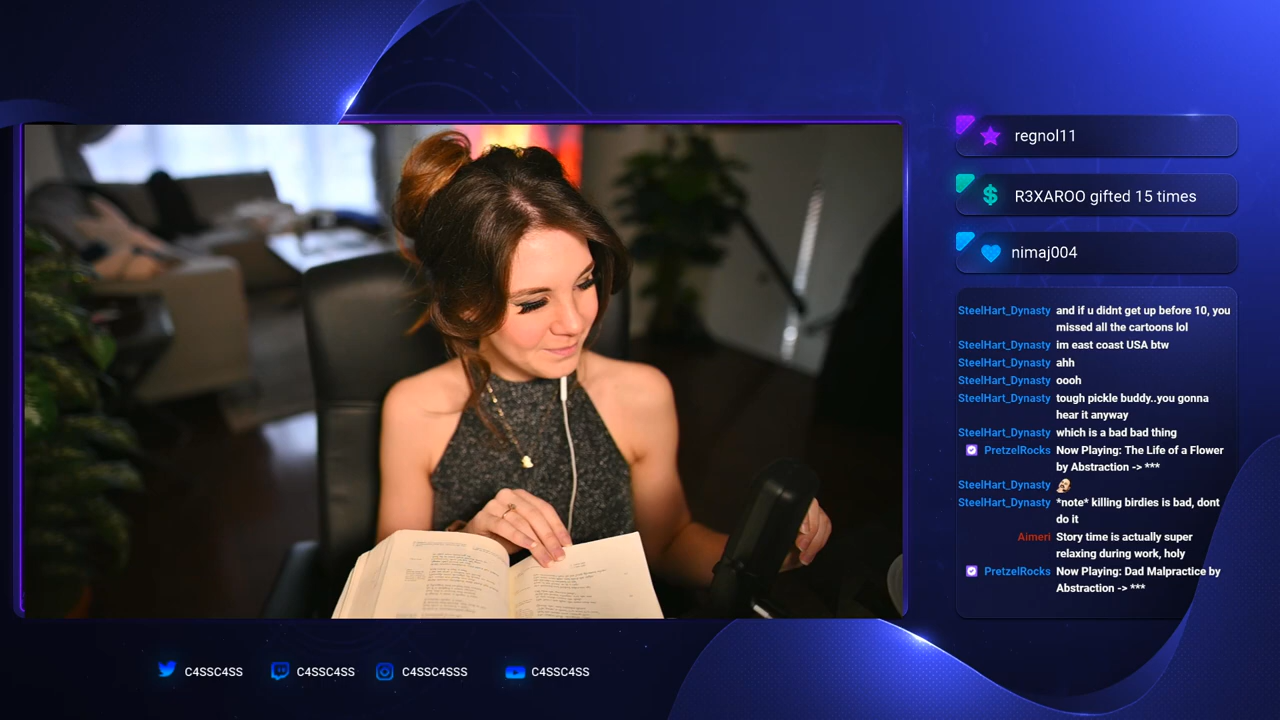 regnol11
R3XAROO gifted 15 times
nimaj004
SteelHart_Dynasty and if u didnt get up before 10, you
missed all the cartoons lol
SteelHart_Dynasty im east coast USA btw
SteelHart_Dynasty ahh
SteelHart_Dynasty oooh
SteelHart_Dynasty tough pickle buddy..you gonna
hear it anyway
SteelHart_Dynasty which is a bad bad thing
PretzelRocks Now Playing: The Life of a Flower
by Abstraction -> ***
SteelHart_Dynasty
SteelHart_Dynasty *note* killing birdies is bad, dont
do it
Aimeri Story time is actually super
relaxing during work, holy
PretzelRocks Now Playing: Dad Malpractice by
Abstraction -> ***
C4SSC4SS C4SSC4SS C4SSC4SSS C4SSC4SS